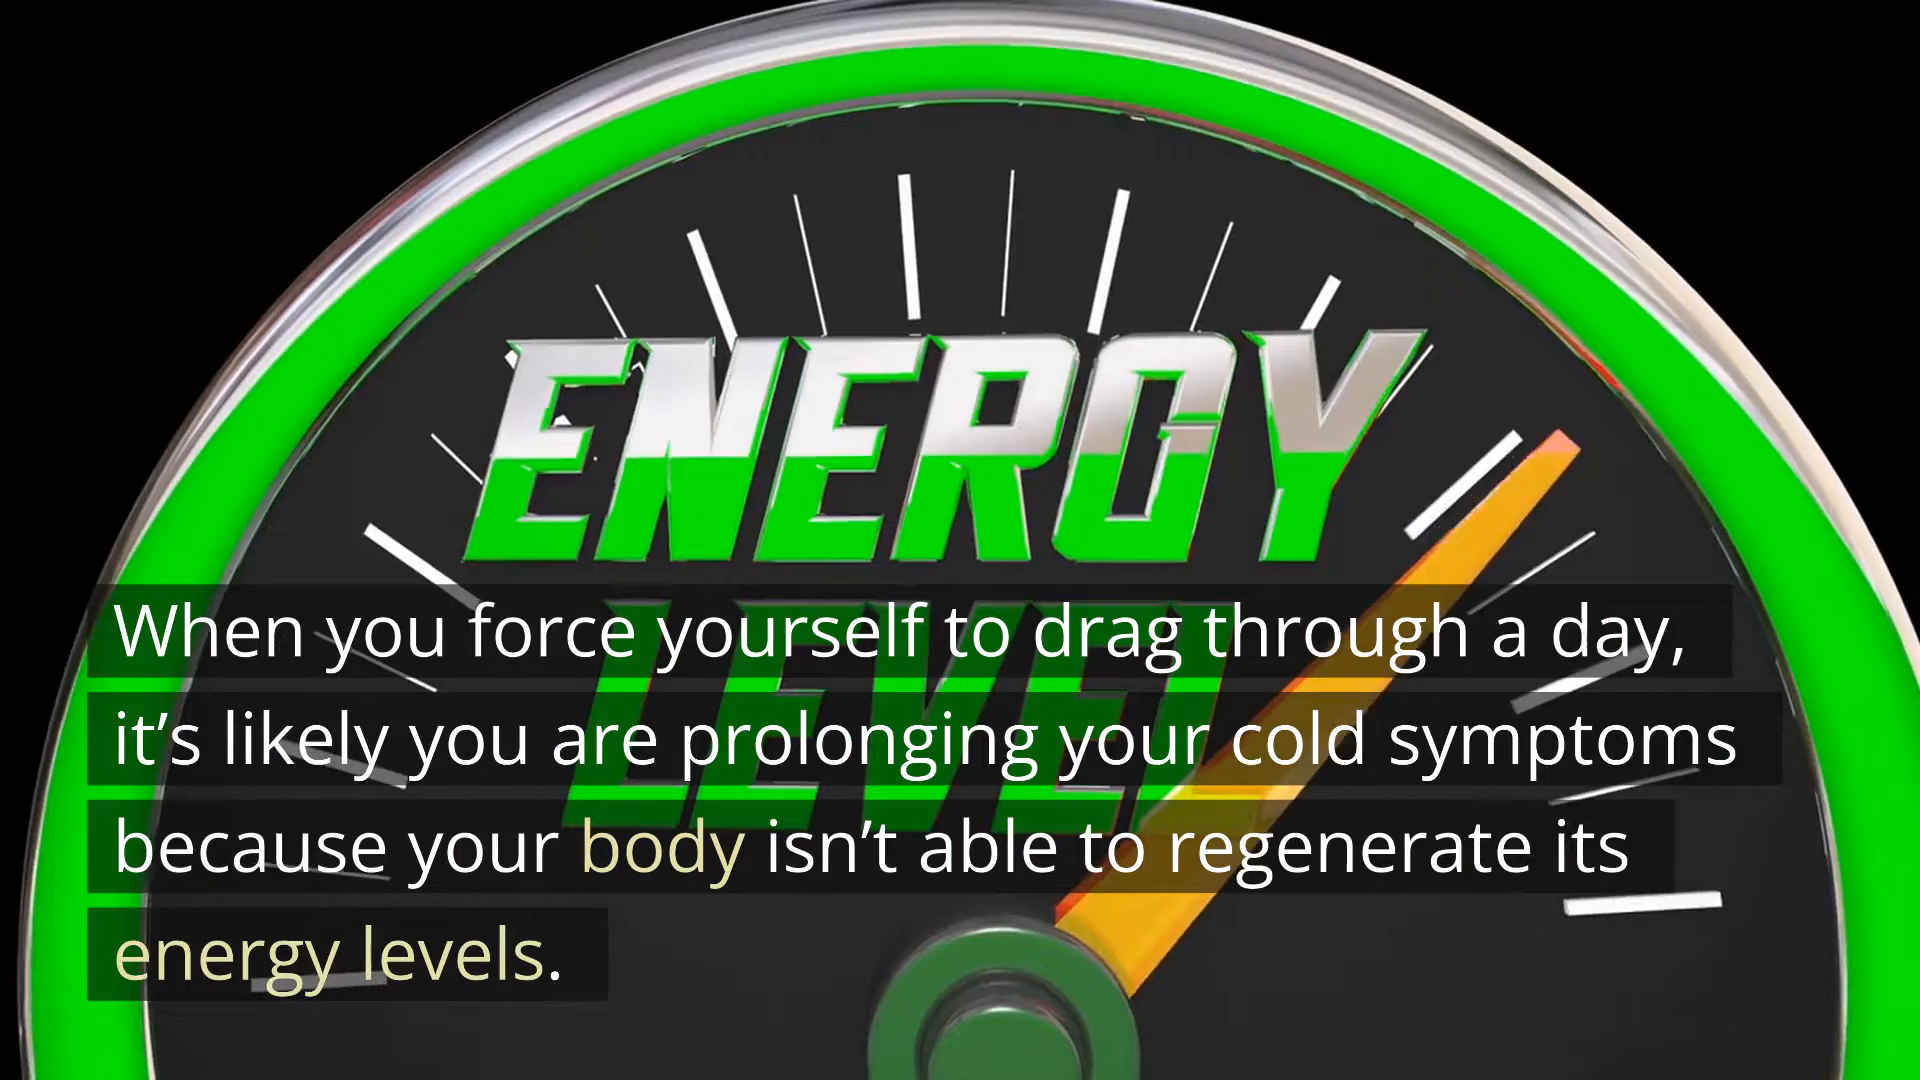 ENERGY
LEVEL
When you force yourself to drag through a day,
it’s likely you are prolonging your cold symptoms
because your body isn’t able to regenerate its
energy levels.